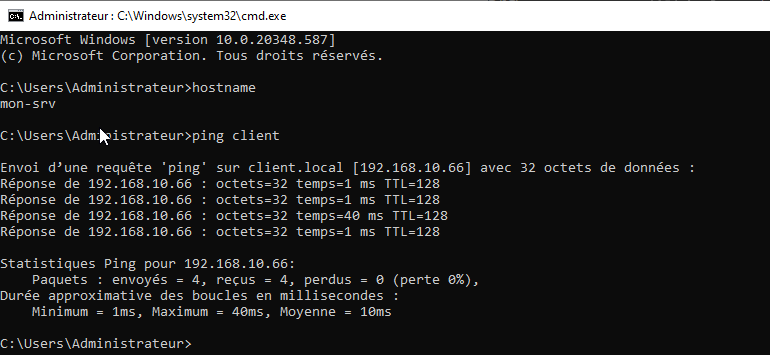 Administrateur : C:\Windows\system32\cmd.exe
Microsoft Windows [version 10.0.20348.587]
(c) Microsoft Corporation. Tous droits réservés.
C:\Users\Administrateur>hostname
mon-srv
C:\Users\Administrateur>ping client
Envoi d’une requête 'ping' sur client.local [192.168.10.66] avec 32 octets de données :
Réponse de 192.168.10.66 : octets=32 temps=1 ms TTL=128
Réponse de 192.168.10.66 : octets=32 temps=1 ms TTL=128
Réponse de 192.168.10.66 : octets=32 temps=40 ms TTL=128
Réponse de 192.168.10.66 : octets=32 temps=1 ms TTL=128
Statistiques Ping pour 192.168.10.66:
    Paquets : envoyés = 4, reçus = 4, perdus = 0 (perte 0%),
Durée approximative des boucles en millisecondes :
    Minimum = 1ms, Maximum = 40ms, Moyenne = 10ms
C:\Users\Administrateur>